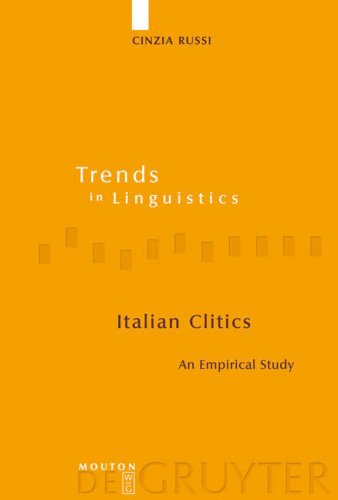 CINZIA RUSSI
Trends
in Linguistics
Italian Clitics
An Empirical Study
MOUTON
DE GRUYTER